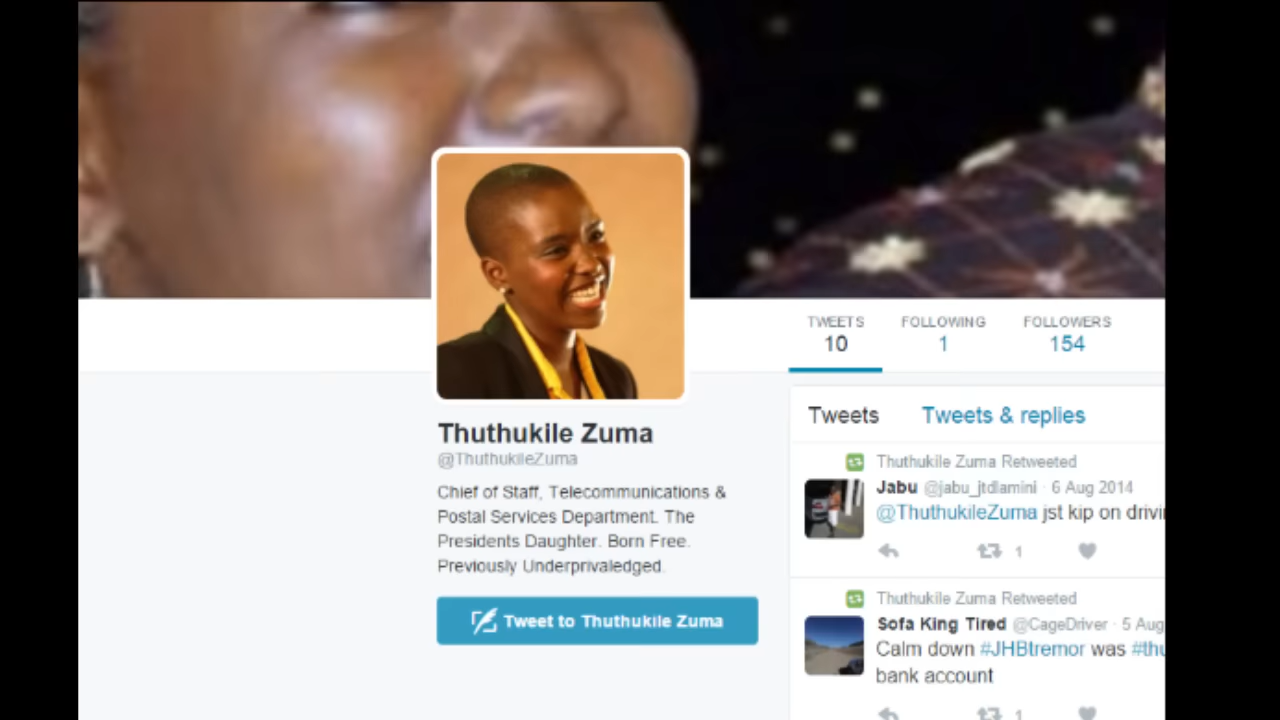 TWEETS FOLLOWING FOLLOWERS
10 1 154
Thuthukile Zuma
@ThuthukileZuma
Chief of Staff, Telecommunications &
Postal Services Department. The
Presidents Daughter. Born Free.
Previously Underprivaledged.
Tweet to Thuthukile Zuma
Tweets Tweets & replies
Thuthukile Zuma Retweeted
Jabu @jabu_jtdlamini · 6 Aug 2014
@ThuthukileZuma jst kip on
1
Thuthukile Zuma Retweeted
Sofa King Tired @CageDriver · 5 Aug
Calm down #JHBtremor was
bank account
1